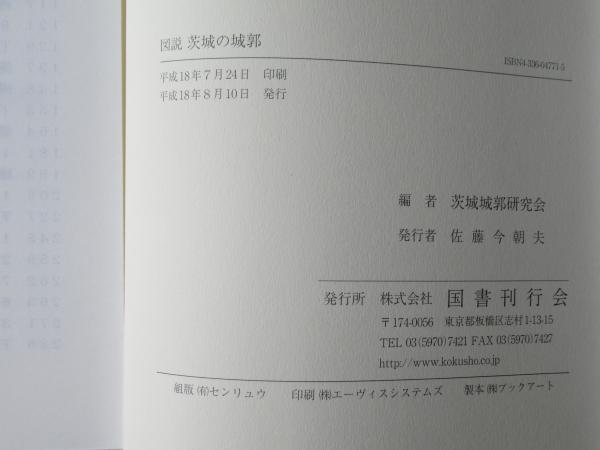 図説 茨城の城郭
ISBN4-336-04771-5
平成18年7月24日 印刷
平成18年8月10日 発行
編者 茨城城郭研究会
発行者 佐藤今朝夫
発行所 株式会社 国書刊行会
〒174-0056 東京都板橋区志村1-13-15
TEL 03(5970)7421 FAX 03(5970)7427
http://www.kokusho.co.jp
組版 ㈲センリュウ 印刷 ㈱エーヴィスシステムズ 製本 ㈱ブックアート